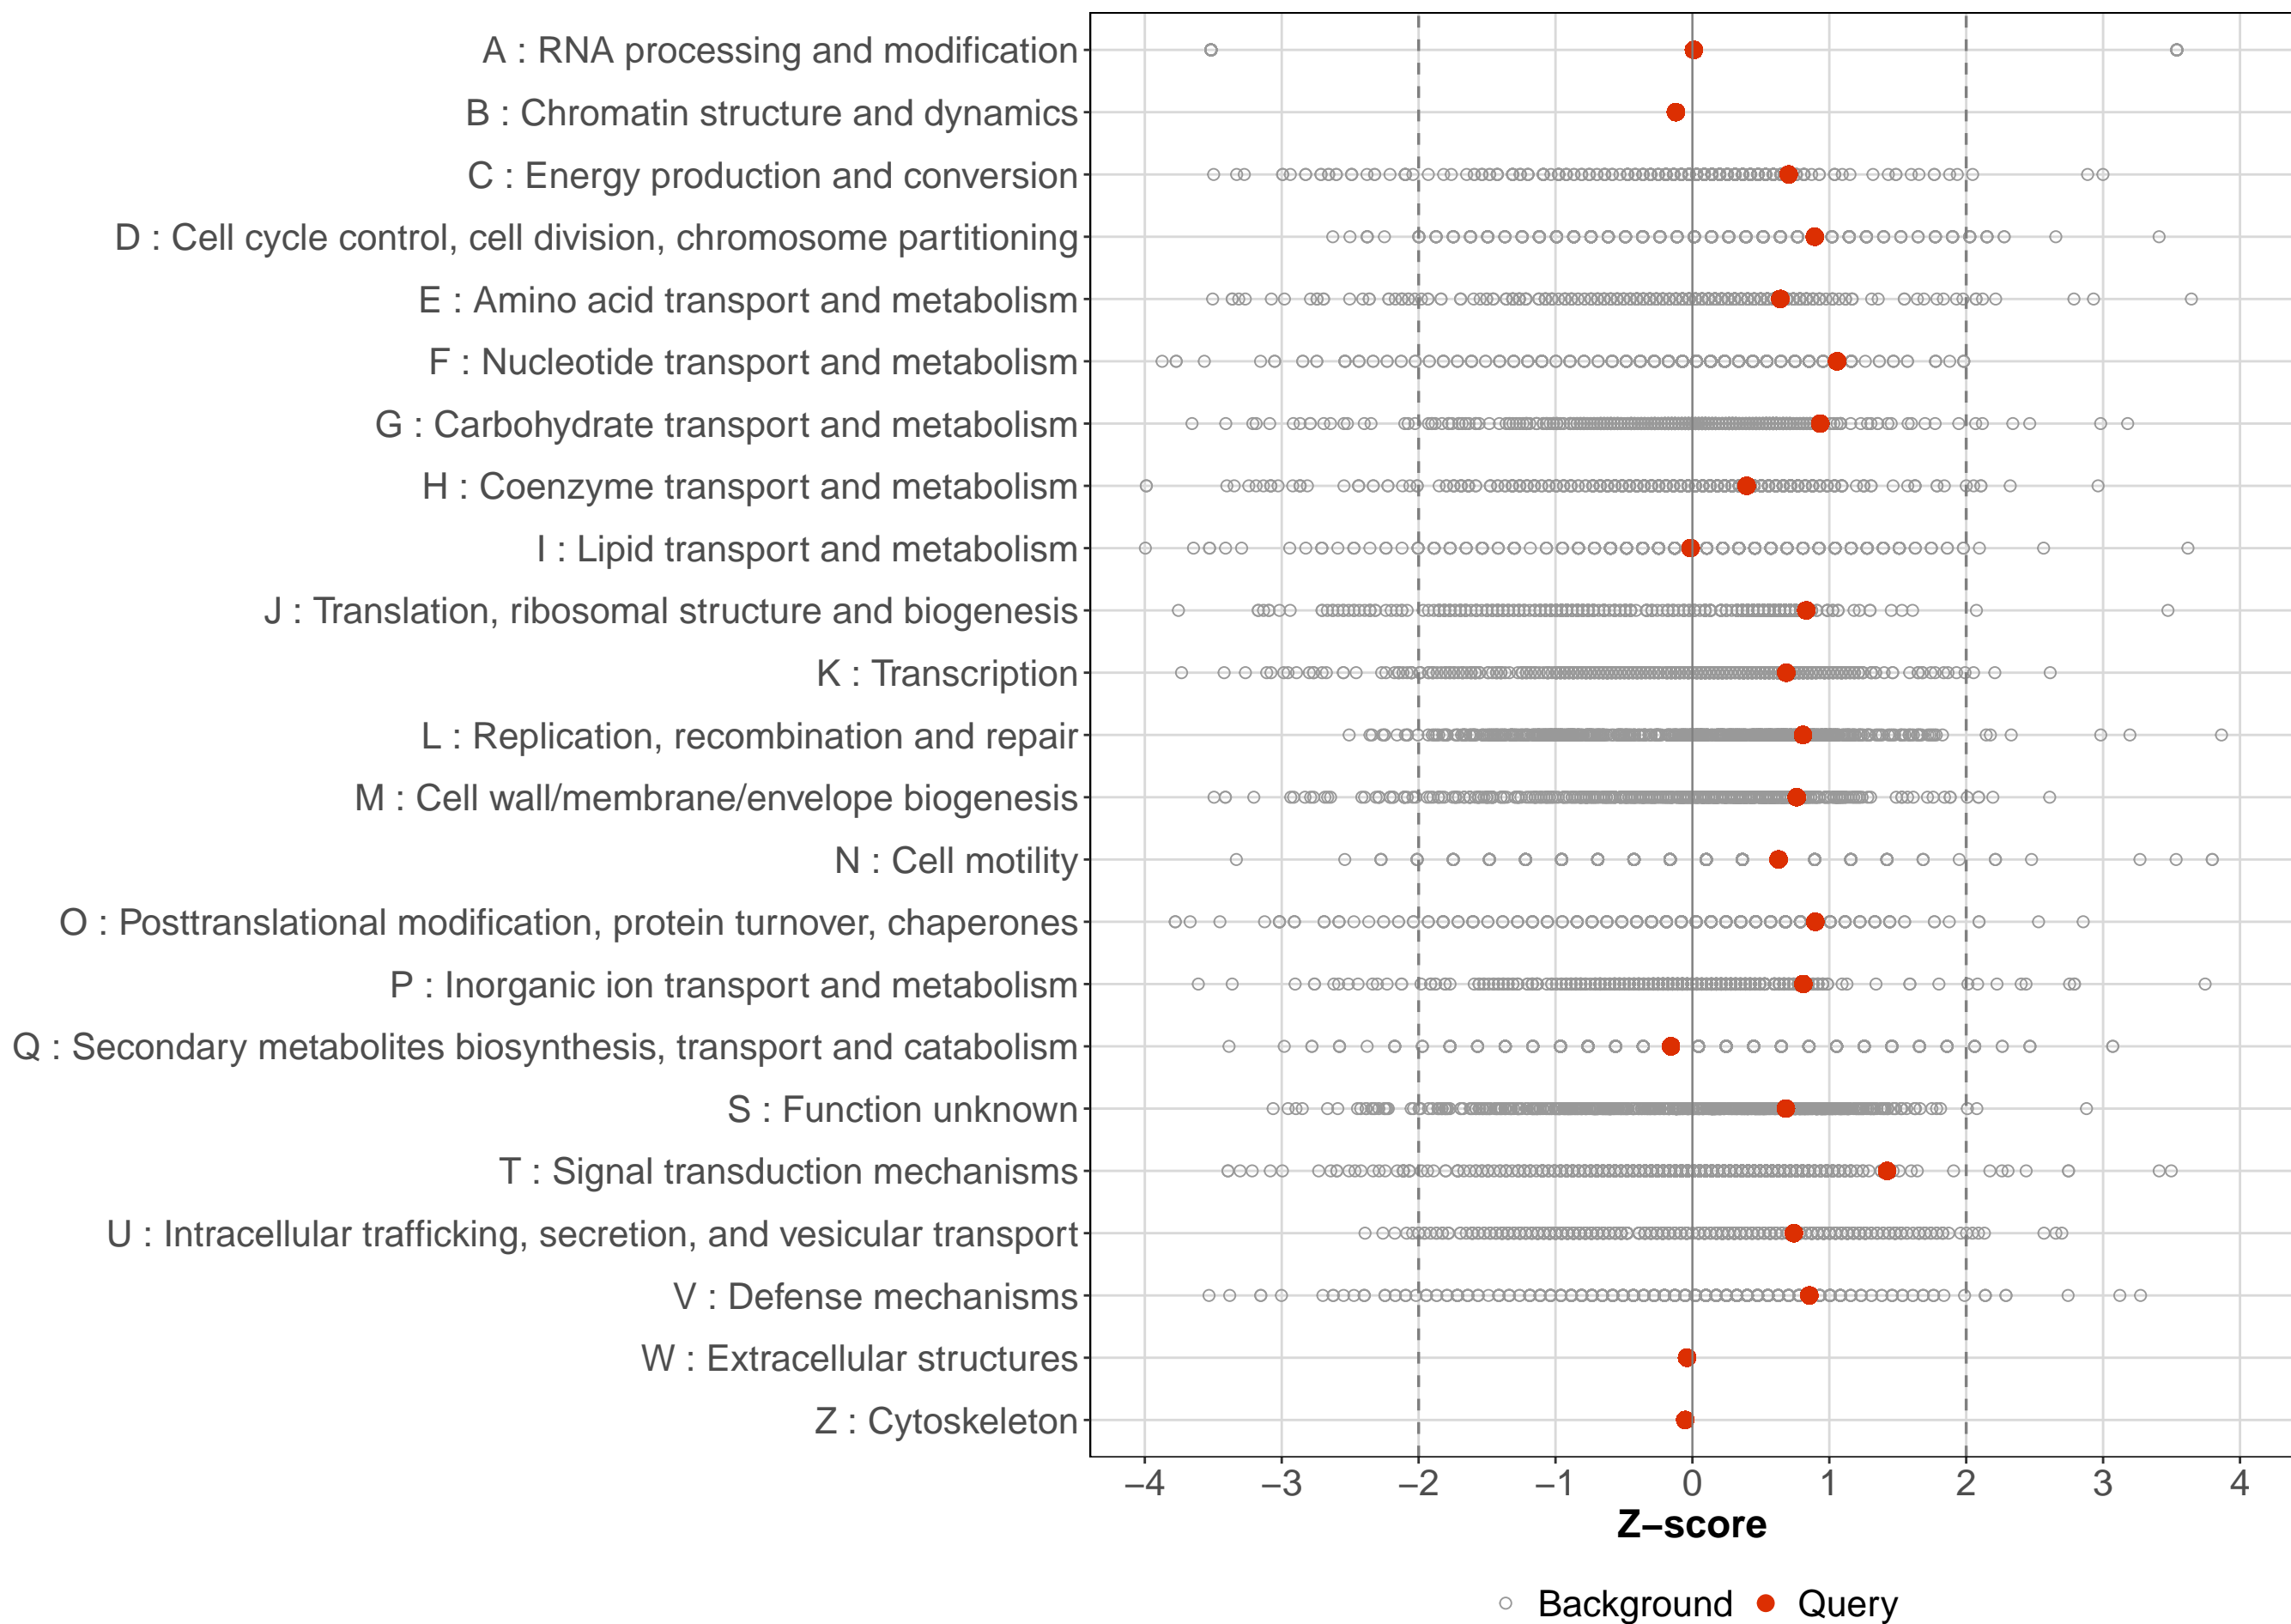 A : RNA processing and modification
B : Chromatin structure and dynamics
C : Energy production and conversion
D : Cell cycle control, cell division, chromosome partitioning
E : Amino acid transport and metabolism
F : Nucleotide transport and metabolism
G : Carbohydrate transport and metabolism
H : Coenzyme transport and metabolism
I : Lipid transport and metabolism
J : Translation, ribosomal structure and biogenesis
K : Transcription
L : Replication, recombination and repair
M : Cell wall/membrane/envelope biogenesis
N : Cell motility
O : Posttranslational modification, protein turnover, chaperones
P : Inorganic ion transport and metabolism
Q : Secondary metabolites biosynthesis, transport and catabolism
S : Function unknown
T : Signal transduction mechanisms
U : Intracellular trafficking, secretion, and vesicular transport
V : Defense mechanisms
W : Extracellular structures
Z : Cytoskeleton
−4 −3 −2 −1 0 1 2 3 4
Z−score
Background Query